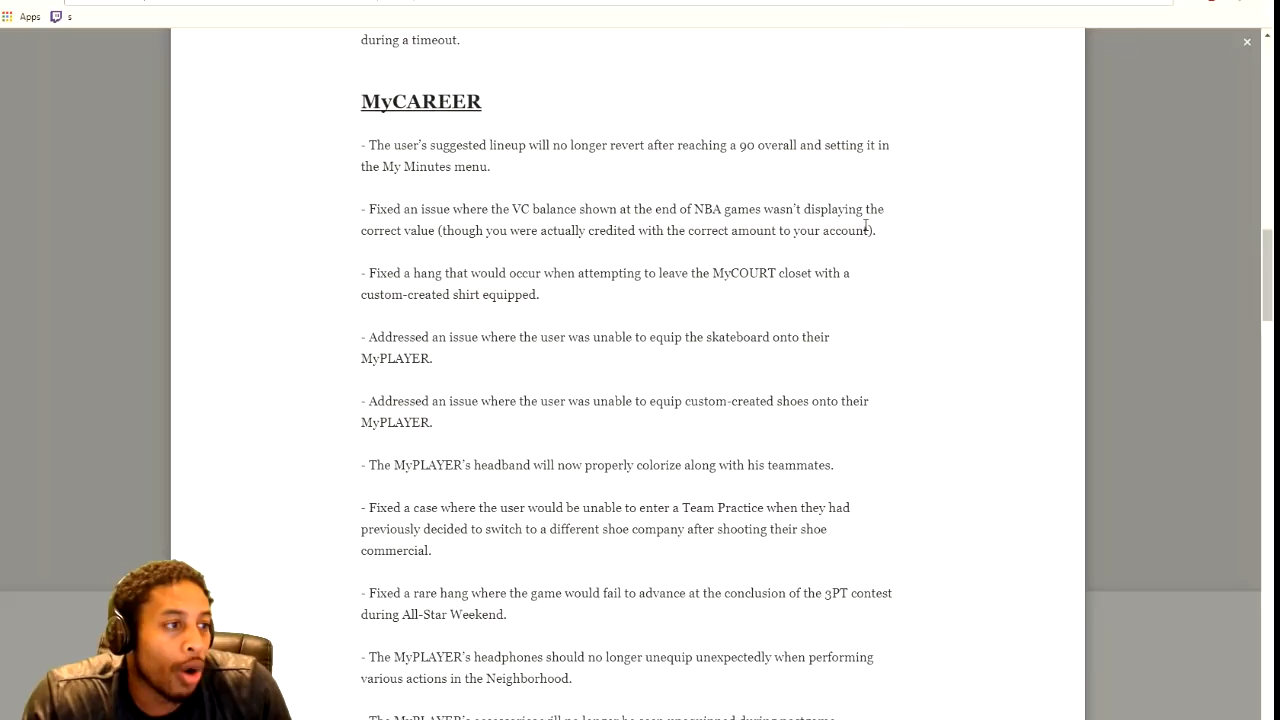 Apps s
during a timeout.
MyCAREER
- The user’s suggested lineup will no longer revert after reaching a 90 overall and setting it in
the My Minutes menu.
- Fixed an issue where the VC balance shown at the end of NBA games wasn’t displaying the
correct value (though you were actually credited with the correct amount to your account).
- Fixed a hang that would occur when attempting to leave the MyCOURT closet with a
custom-created shirt equipped.
- Addressed an issue where the user was unable to equip the skateboard onto their
MyPLAYER.
- Addressed an issue where the user was unable to equip custom-created shoes onto their
MyPLAYER.
- The MyPLAYER’s headband will now properly colorize along with his teammates.
- Fixed a case where the user would be unable to enter a Team Practice when they had
previously decided to switch to a different shoe company after shooting their shoe
commercial.
- Fixed a rare hang where the game would fail to advance at the conclusion of the 3PT contest
during All-Star Weekend.
- The MyPLAYER’s headphones should no longer unequip unexpectedly when performing
various actions in the Neighborhood.